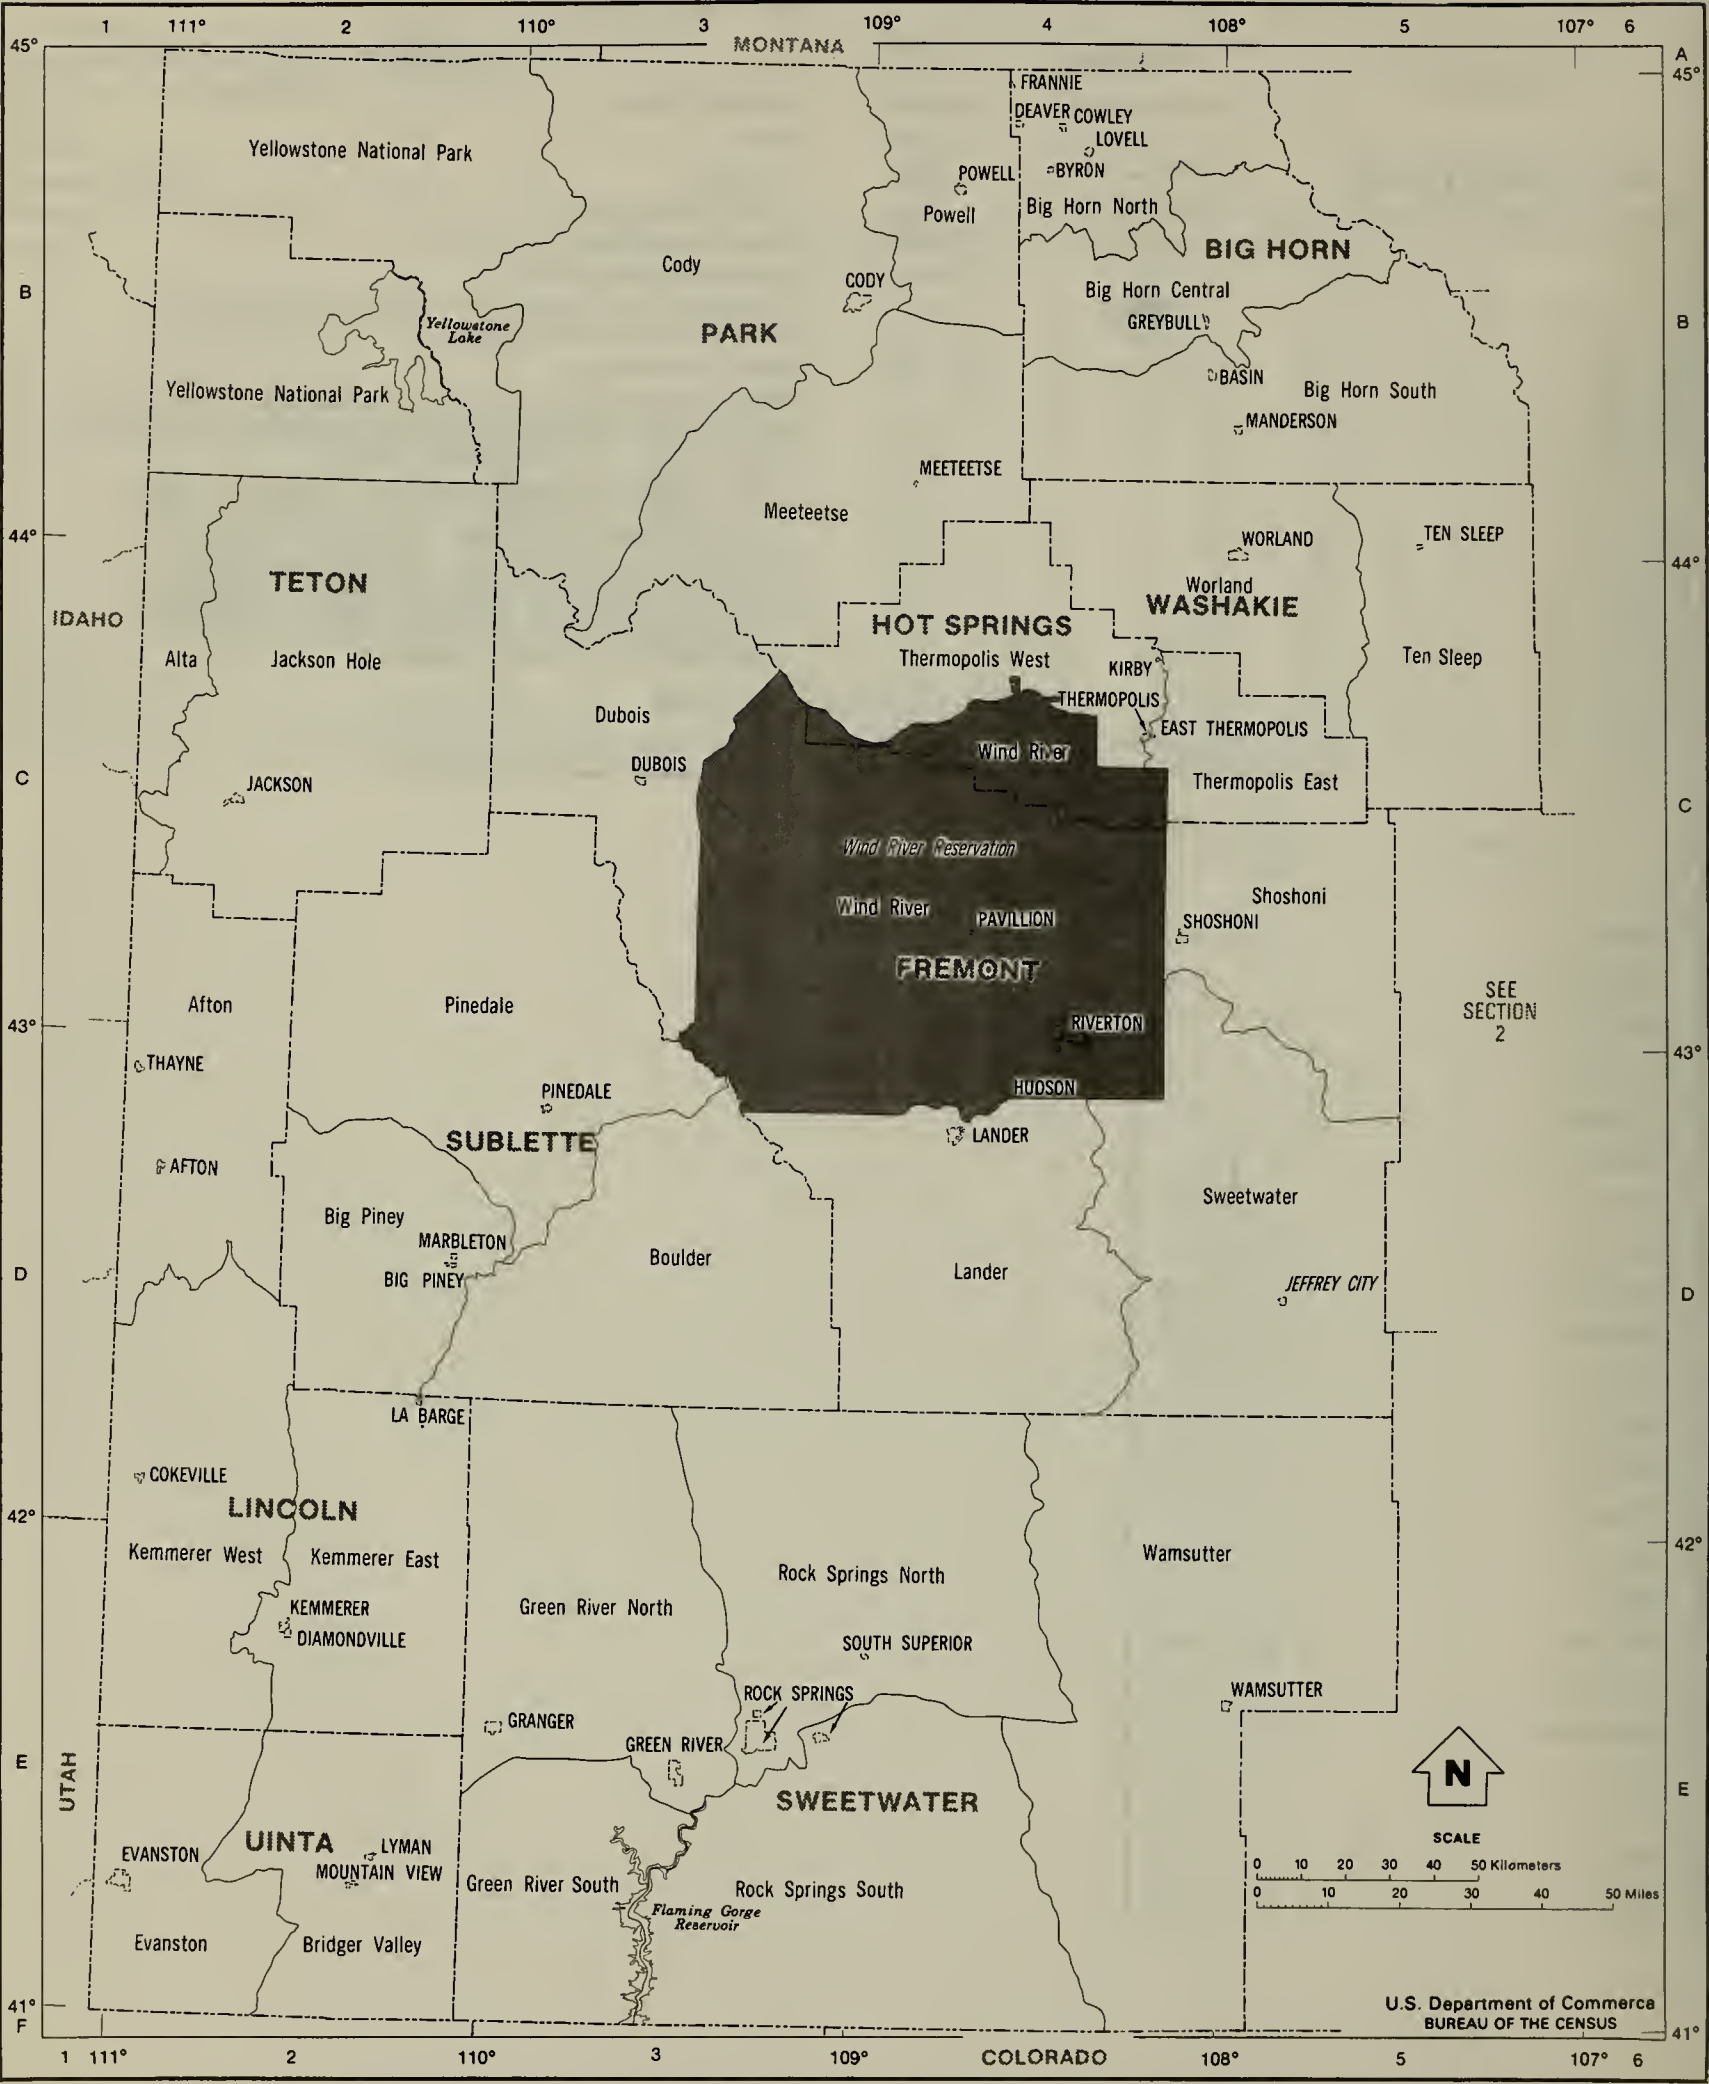 1 111° 2 110° 3 109° 4 108° 5 107° 6
45°
MONTANA
A
45°
FRANNIE
DEAVER COWLEY
LOVELL
BYRON
Yellowstone National Park
POWELL
Powell
Big Horn North
BIG HORN
Cody
CODY
Big Horn Central
B
GREYBULL
B
Yellowstone
Lake
PARK
BASIN
Big Horn South
Yellowstone National Park
MANDERSON
MEETEETSE
Meeteetse
44°
WORLAND
TEN SLEEP
44°
TETON
Worland
WASHAKIE
IDAHO
HOT SPRINGS
Alta
Jackson Hole
Thermopolis West
KIRBY
Ten Sleep
THERMOPOLIS
Dubois
EAST THERMOPOLIS
Wind River
DUBOIS
C
JACKSON
Thermopolis East
C
Wind River Reservation
Shoshoni
Wind River
PAVILLION
SHOSHONI
FREMONT
Afton
Pinedale
SEE
SECTION
2
43°
RIVERTON
43°
THAYNE
PINEDALE
HUDSON
SUBLETTE
LANDER
AFTON
Sweetwater
Big Piney
MARBLETON
Boulder
Lander
D
BIG PINEY
JEFFREY CITY
D
LA BARGE
COKEVILLE
LINCOLN
42°
42°
Kemmerer West
Kemmerer East
Wamsutter
Rock Springs North
KEMMERER
Green River North
DIAMONDVILLE
SOUTH SUPERIOR
ROCK SPRINGS
WAMSUTTER
GRANGER
GREEN RIVER
E
UTAH
N
E
SWEETWATER
UINTA
LYMAN
SCALE
EVANSTON
MOUNTAIN VIEW
0 10 20 30 40 50 Kilometers
Green River South
Rock Springs South
0 10 20 30 40 50 Miles
Flaming Gorge
Reservoir
Evanston
Bridger Valley
41°
F
U.S. Department of Commerce
BUREAU OF THE CENSUS
41°
1 111° 2 110° 3 109° COLORADO 108° 5 107° 6